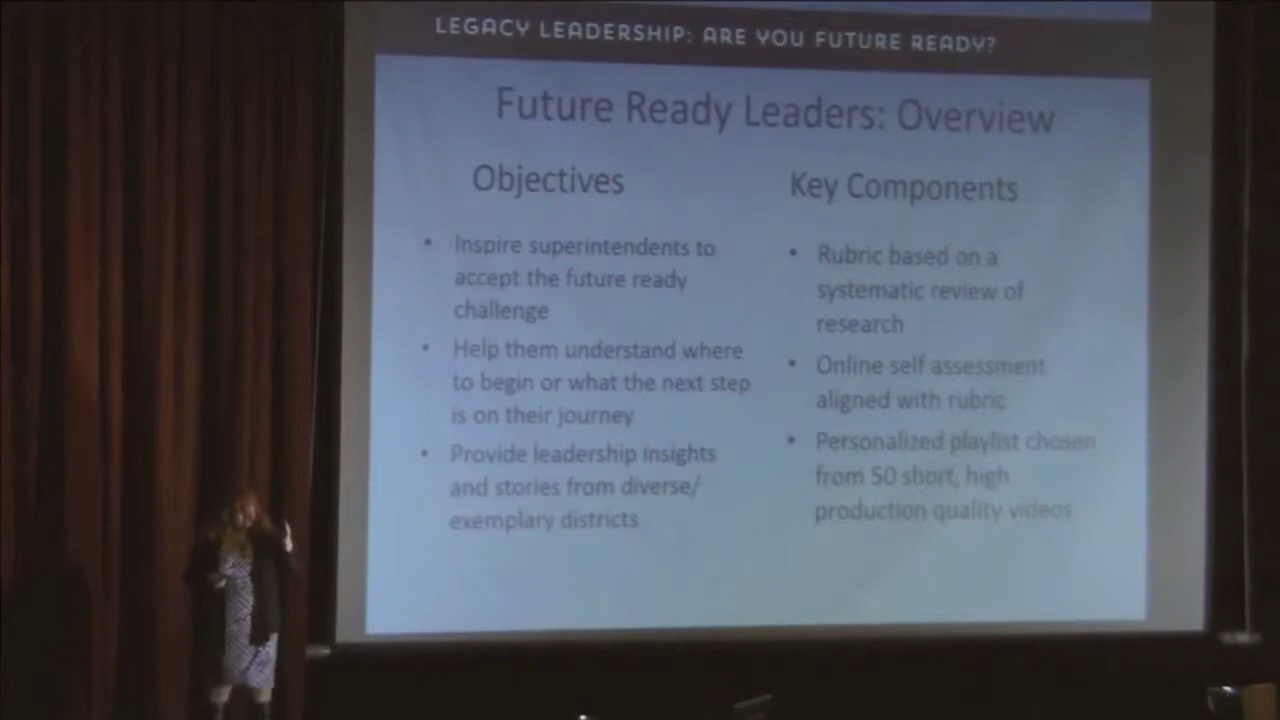 LEGACY LEADERSHIP: ARE YOU FUTURE READY?
Future Ready Leaders: Overview
Objectives
• Inspire superintendents to
accept the future ready
challenge
• Help them understand where
to begin or what the next step
is on their journey
• Provide leadership insights
and stories from diverse/
exemplary districts
Key Components
• Rubric based on a
systematic review of
research
• Online self assessment
aligned with rubric
• Personalized playlist chosen
from 50 short, high
production quality videos